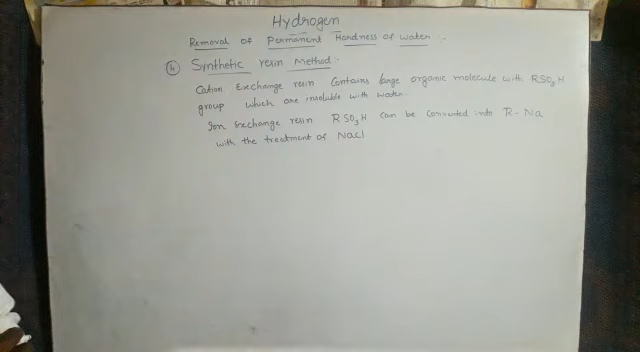 Hydrogen
Removal of Permanent Hardness of water :-
(4) Synthetic resin Method :-
Cation Exchange resin Contains large organic molecule with RSO3H
group which are insoluble with water.
Ion Exchange resin RSO3H can be converted into R-Na
with the treatment of NaCl